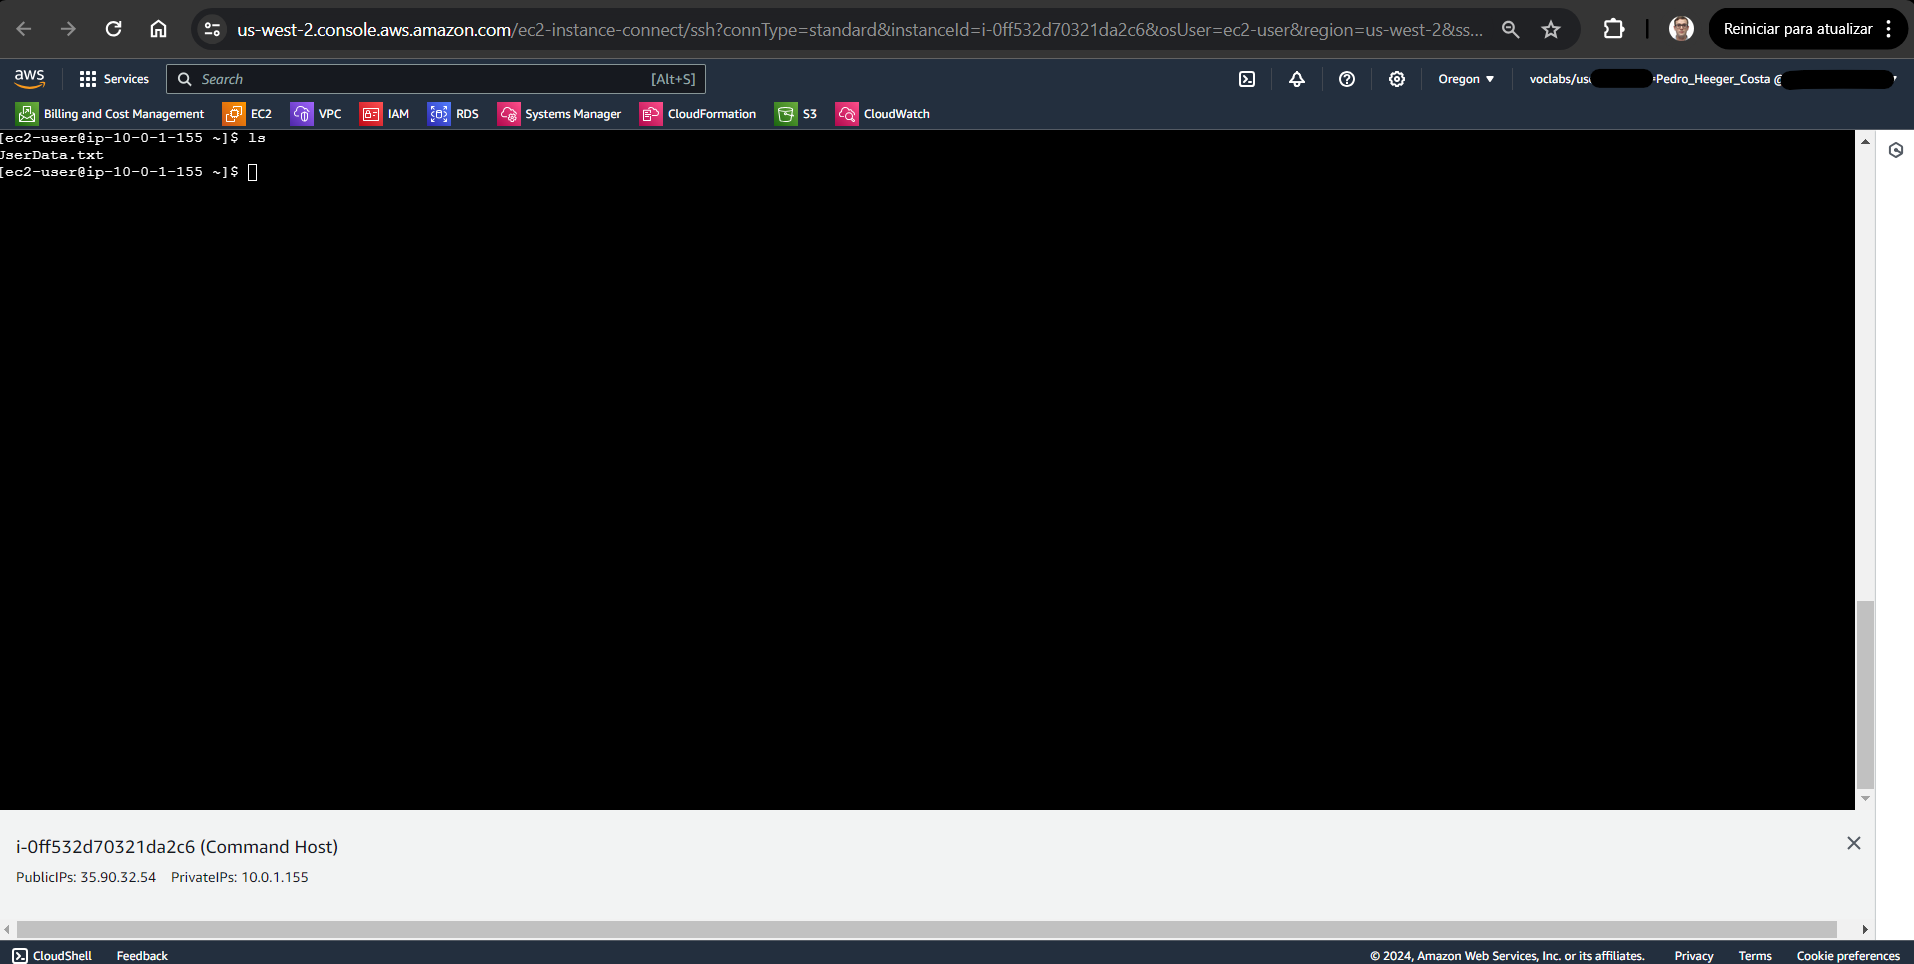 us-west-2.console.aws.amazon.com/ec2-instance-connect/ssh?connType=standard&instanceId=i-0ff532d70321da2c6&osUser=ec2-user&region=us-west-2&ss...
Reiniciar para atualizar
aws
Services
Search
[Alt+S]
Oregon
voclabs/us
Pedro_Heeger_Costa @
Billing and Cost Management
EC2
VPC
IAM
RDS
Systems Manager
CloudFormation
S3
CloudWatch
[ec2-user@ip-10-0-1-155 ~]$ ls
UserData.txt
[ec2-user@ip-10-0-1-155 ~]$
i-0ff532d70321da2c6 (Command Host)
PublicIPs: 35.90.32.54 PrivateIPs: 10.0.1.155
CloudShell
Feedback
© 2024, Amazon Web Services, Inc. or its affiliates.
Privacy
Terms
Cookie preferences